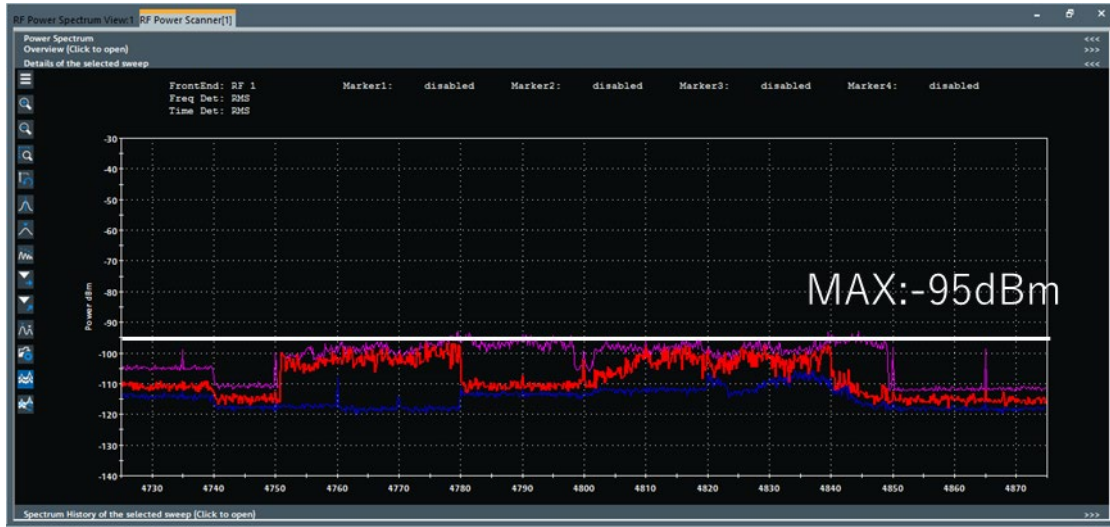 RF Power Spectrum View:1 RF Power Scanner[1]
Power Spectrum <<<
Overview (Click to open) >>>
Details of the selected sweep <<<
FrontEnd: RF 1 Marker1: disabled Marker2: disabled Marker3: disabled Marker4: disabled
Freq Det: RMS
Time Det: RMS
-30
-40
-50
-60
-70
-80
-90
-100
-110
-120
-130
-140
Power dBm
MAX:-95dBm
4730 4740 4750 4760 4770 4780 4790 4800 4810 4820 4830 4840 4850 4860 4870
Spectrum History of the selected sweep (Click to open) >>>